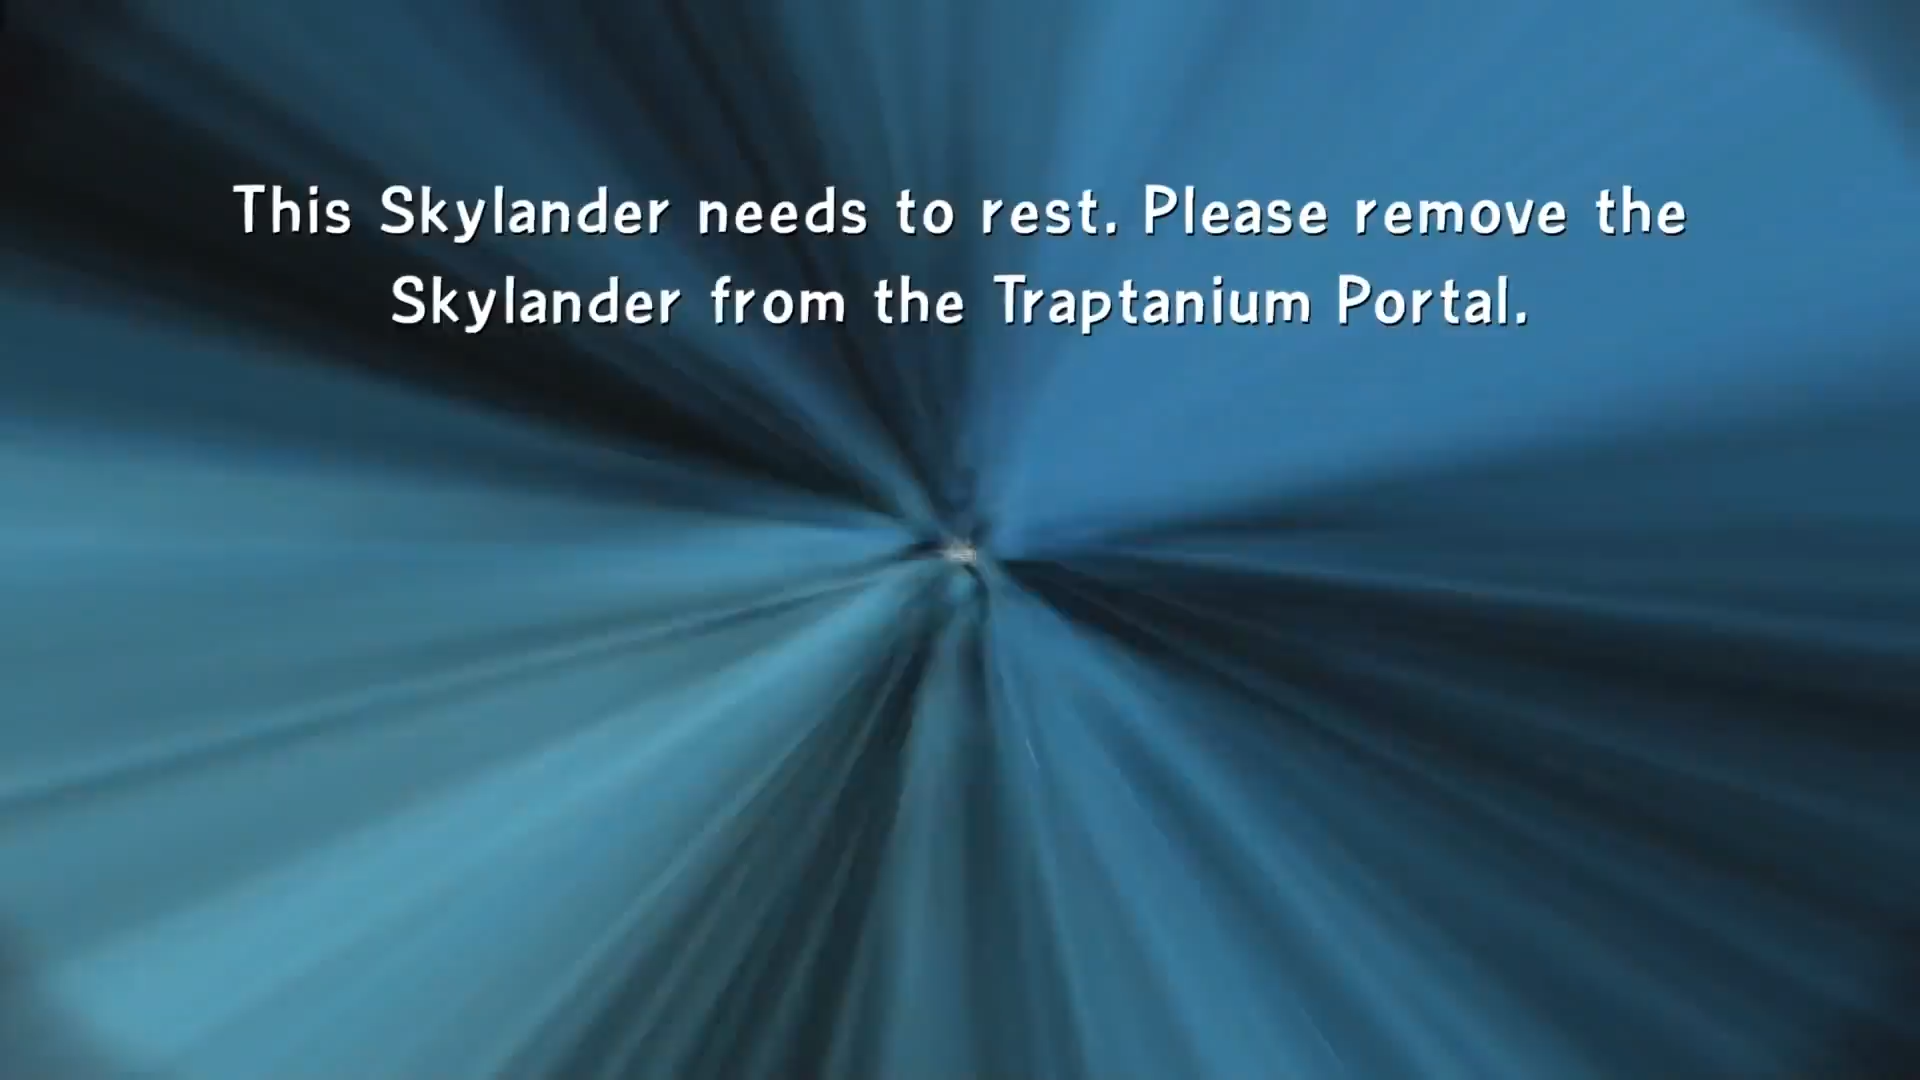 This Skylander needs to rest. Please remove the
Skylander from the Traptanium Portal.